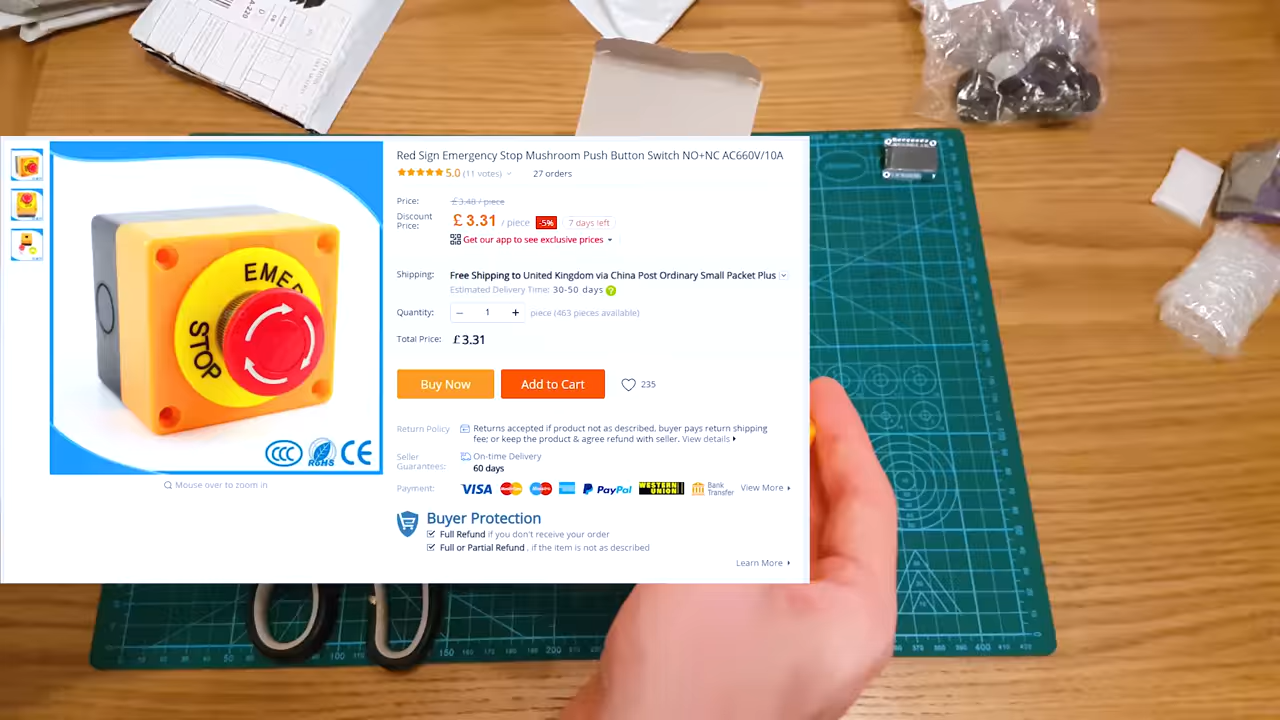 Red Sign Emergency Stop Mushroom Push Button Switch NO+NC AC660V/10A
5.0 (11 votes) 27 orders
Price: £ 3.48 / piece
Discount Price: £ 3.31 / piece -5% 7 days left
Get our app to see exclusive prices
Shipping: Free Shipping to United Kingdom via China Post Ordinary Small Packet Plus
Estimated Delivery Time: 30-50 days ?
Quantity: − 1 + piece (463 pieces available)
Total Price: £ 3.31
Buy Now Add to Cart 235
Return Policy Returns accepted if product not as described, buyer pays return shipping
fee; or keep the product & agree refund with seller. View details
Seller Guarantees: On-time Delivery
60 days
Payment: VISA PayPal WESTERN UNION Bank Transfer View More
Buyer Protection
Full Refund if you don't receive your order
Full or Partial Refund , if the item is not as described
Learn More
EMER
STOP
CCC RoHS CE
Mouse over to zoom in
50 100 150 200 400